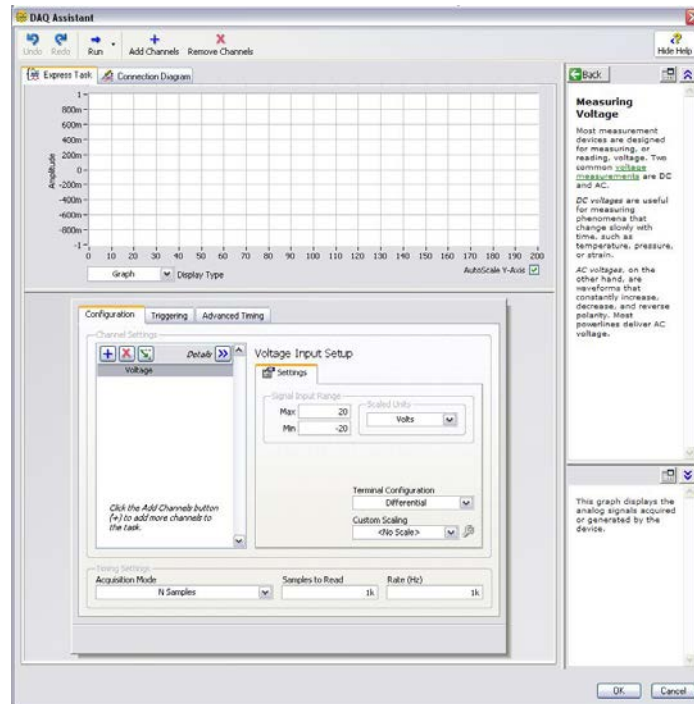 DAQ Assistant
Undo Redo Run Add Channels Remove Channels Hide Help
Express Task Connection Diagram
1
800m
600m
400m
200m
0
-200m
-400m
-600m
-800m
-1
Amplitude
0 10 20 30 40 50 60 70 80 90 100 110 120 130 140 150 160 170 180 190 200
Graph Display Type AutoScale Y-Axis
Configuration Triggering Advanced Timing
Channel Settings
Details
Voltage
Click the Add Channels button
(+) to add more channels to
the task.
Voltage Input Setup
Settings
Signal Input Range
Max 20
Min -20
Scaled Units
Volts
Terminal Configuration
Differential
Custom Scaling
<No Scale>
Timing Settings
Acquisition Mode Samples to Read Rate (Hz)
N Samples 1k 1k
Back
Measuring
Voltage
Most measurement
devices are designed
for measuring, or
reading, voltage. Two
common voltage
measurements are DC
and AC.
DC voltages are useful
for measuring
phenomena that
change slowly with
time, such as
temperature, pressure,
or strain.
AC voltages, on the
other hand, are
waveforms that
constantly increase,
decrease, and reverse
polarity. Most
powerlines deliver AC
voltage.
This graph displays the
analog signals acquired
or generated by the
device.
OK Cancel